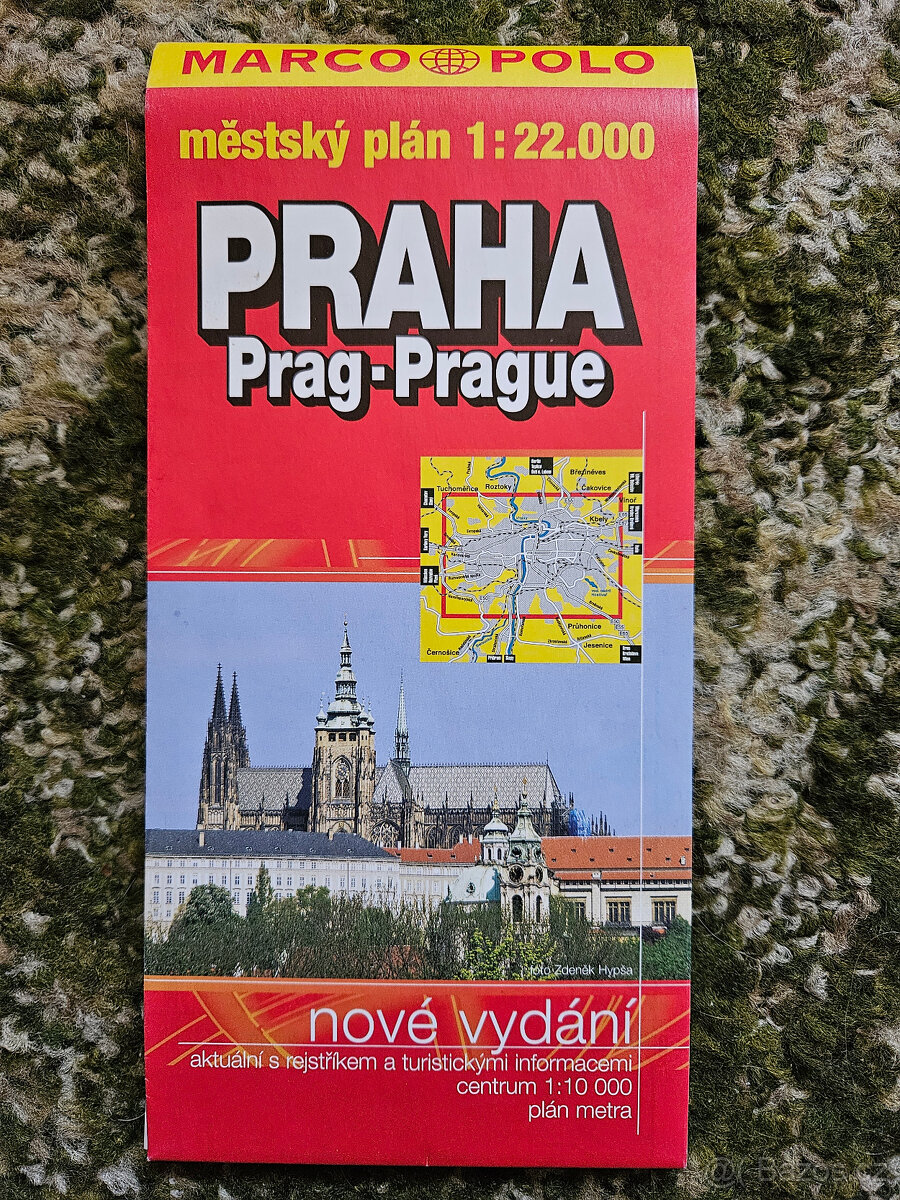 MARCO POLO
městský plán 1:22.000
PRAHA
Prag-Prague
Březiněves
Tuchoměřice
Roztoky
Čakovice
Vinoř
Kbely
Průhonice
Jesenice
Černošice
foto Zdeněk Hypša
nové vydání
aktuální s rejstříkem a turistickými informacemi
centrum 1:10 000
plán metra